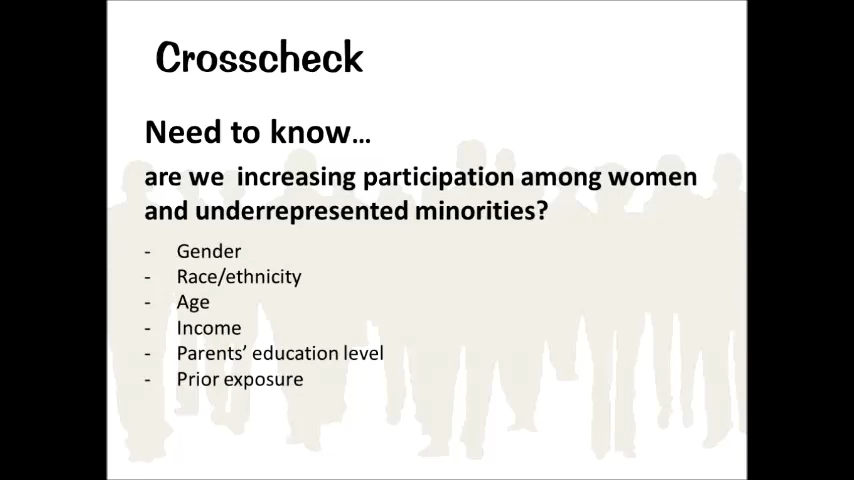 Crosscheck
Need to know…
are we increasing participation among women
and underrepresented minorities?
- Gender
- Race/ethnicity
- Age
- Income
- Parents’ education level
- Prior exposure